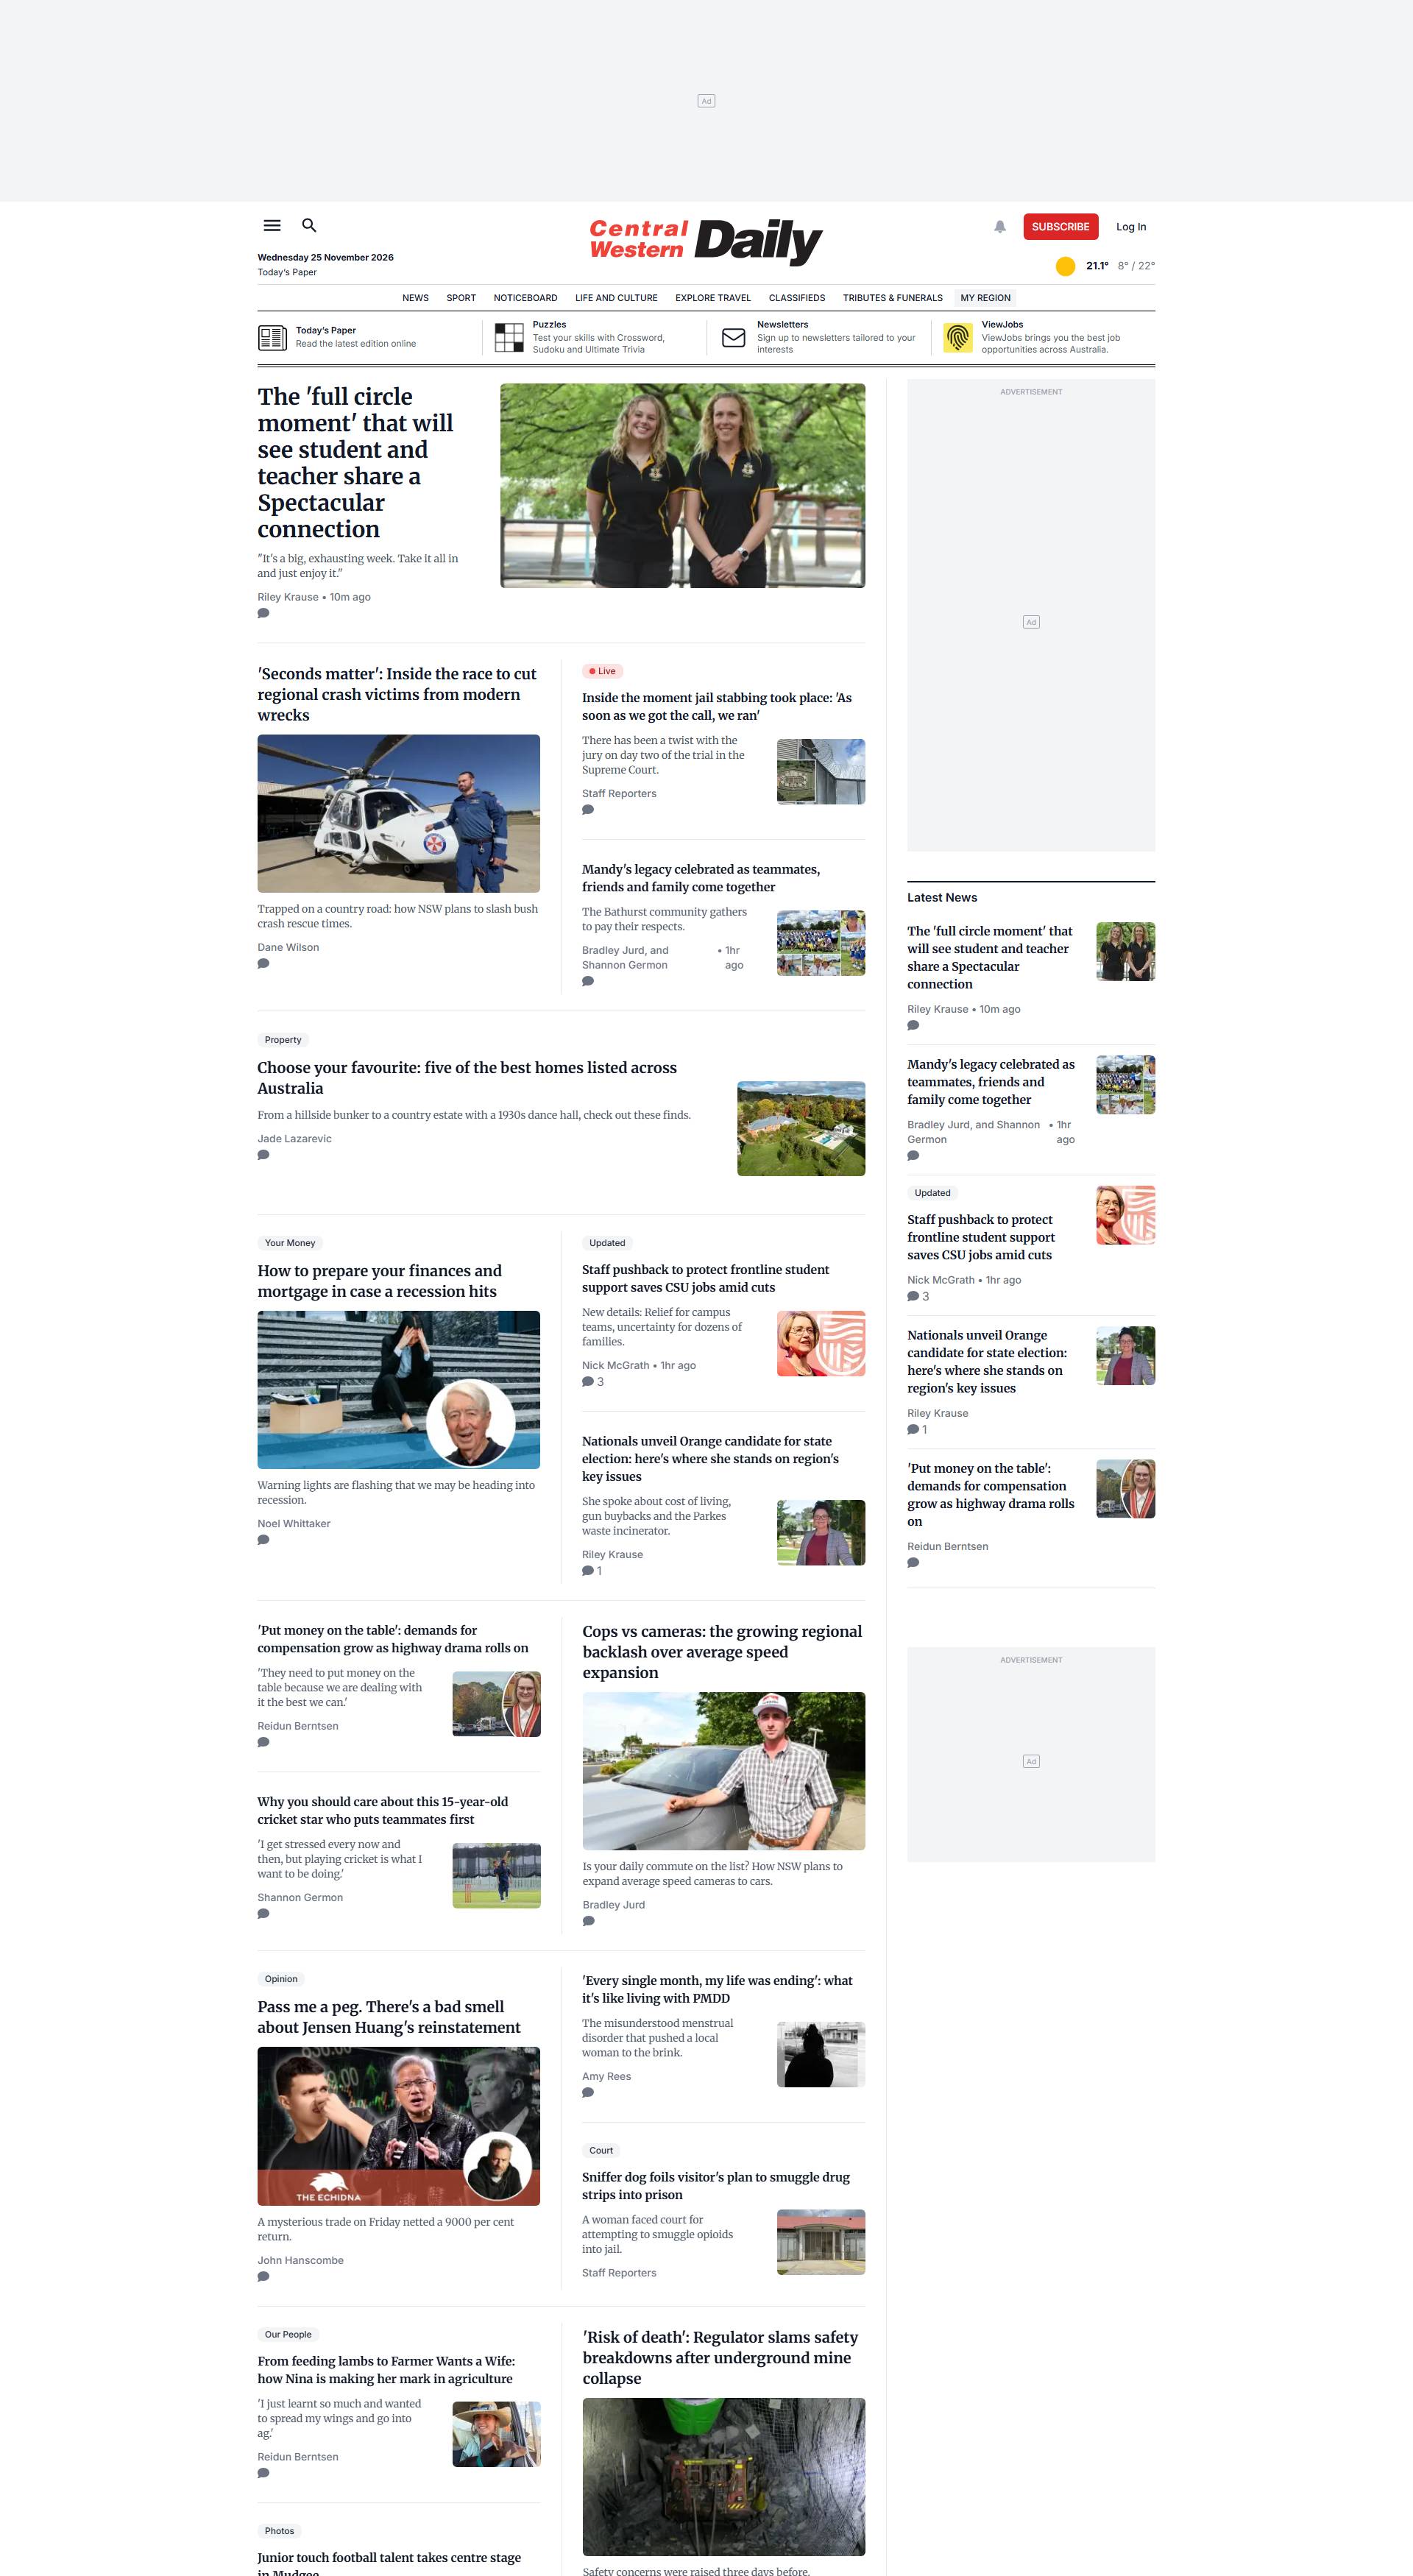 Ad
Central
Western
Daily
SUBSCRIBE
Log In
Wednesday 25 November 2026
Today's Paper
21.1°
8° / 22°
NEWS
SPORT
NOTICEBOARD
LIFE AND CULTURE
EXPLORE TRAVEL
CLASSIFIEDS
TRIBUTES & FUNERALS
MY REGION
Today's Paper
Read the latest edition online
Puzzles
Test your skills with Crossword,
Sudoku and Ultimate Trivia
Newsletters
Sign up to newsletters tailored to your
interests
ViewJobs
ViewJobs brings you the best job
opportunities across Australia.
The 'full circle
moment' that will
see student and
teacher share a
Spectacular
connection
"It's a big, exhausting week. Take it all in
and just enjoy it."
Riley Krause • 10m ago
'Seconds matter': Inside the race to cut
regional crash victims from modern
wrecks
Trapped on a country road: how NSW plans to slash bush
crash rescue times.
Dane Wilson
Live
Inside the moment jail stabbing took place: 'As
soon as we got the call, we ran'
There has been a twist with the
jury on day two of the trial in the
Supreme Court.
Staff Reporters
Mandy's legacy celebrated as teammates,
friends and family come together
The Bathurst community gathers
to pay their respects.
Bradley Jurd, and • 1hr
Shannon Germon ago
Property
Choose your favourite: five of the best homes listed across
Australia
From a hillside bunker to a country estate with a 1930s dance hall, check out these finds.
Jade Lazarevic
Your Money
How to prepare your finances and
mortgage in case a recession hits
Warning lights are flashing that we may be heading into
recession.
Noel Whittaker
Updated
Staff pushback to protect frontline student
support saves CSU jobs amid cuts
New details: Relief for campus
teams, uncertainty for dozens of
families.
Nick McGrath • 1hr ago
3
Nationals unveil Orange candidate for state
election: here's where she stands on region's
key issues
She spoke about cost of living,
gun buybacks and the Parkes
waste incinerator.
Riley Krause
1
'Put money on the table': demands for
compensation grow as highway drama rolls on
'They need to put money on the
table because we are dealing with
it the best we can.'
Reidun Berntsen
Why you should care about this 15-year-old
cricket star who puts teammates first
'I get stressed every now and
then, but playing cricket is what I
want to be doing.'
Shannon Germon
Cops vs cameras: the growing regional
backlash over average speed
expansion
Is your daily commute on the list? How NSW plans to
expand average speed cameras to cars.
Bradley Jurd
Opinion
Pass me a peg. There's a bad smell
about Jensen Huang's reinstatement
THE ECHIDNA
A mysterious trade on Friday netted a 9000 per cent
return.
John Hanscombe
'Every single month, my life was ending': what
it's like living with PMDD
The misunderstood menstrual
disorder that pushed a local
woman to the brink.
Amy Rees
Court
Sniffer dog foils visitor's plan to smuggle drug
strips into prison
A woman faced court for
attempting to smuggle opioids
into jail.
Staff Reporters
Our People
From feeding lambs to Farmer Wants a Wife:
how Nina is making her mark in agriculture
'I just learnt so much and wanted
to spread my wings and go into
ag.'
Reidun Berntsen
Photos
Junior touch football talent takes centre stage
in Mudgee
'Risk of death': Regulator slams safety
breakdowns after underground mine
collapse
Safety concerns were raised three days before.
ADVERTISEMENT
Ad
Latest News
The 'full circle moment' that
will see student and teacher
share a Spectacular
connection
Riley Krause • 10m ago
Mandy's legacy celebrated as
teammates, friends and
family come together
Bradley Jurd, and Shannon • 1hr
Germon ago
Updated
Staff pushback to protect
frontline student support
saves CSU jobs amid cuts
Nick McGrath • 1hr ago
3
Nationals unveil Orange
candidate for state election:
here's where she stands on
region's key issues
Riley Krause
1
'Put money on the table':
demands for compensation
grow as highway drama rolls
on
Reidun Berntsen
ADVERTISEMENT
Ad